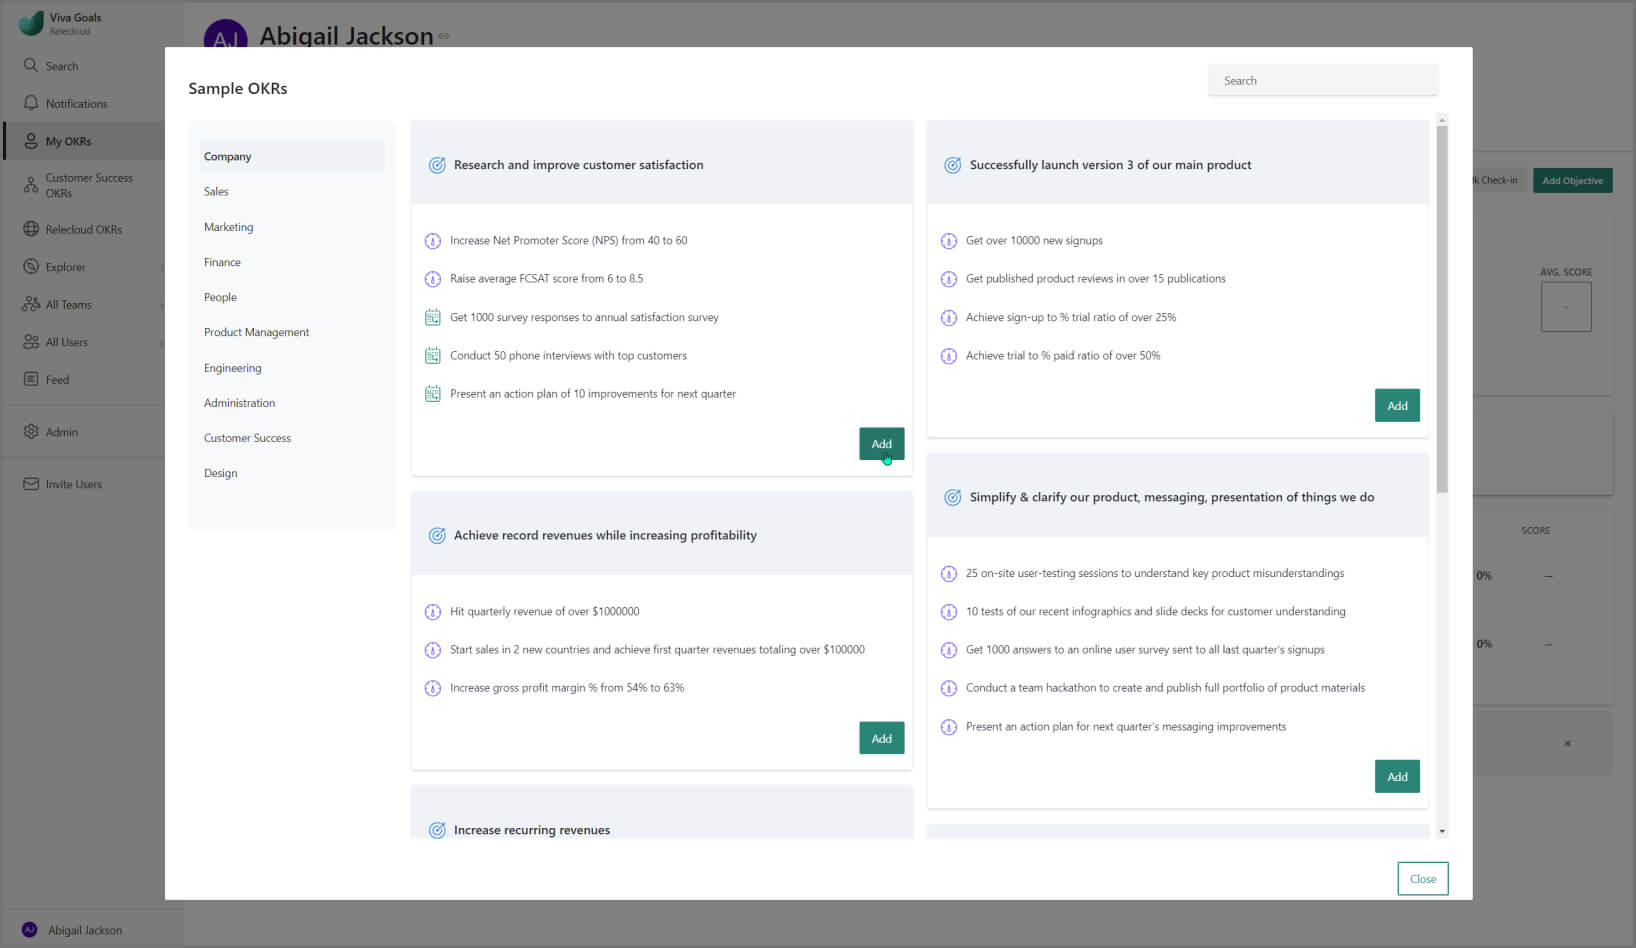 Viva Goals
Relecloud
Search
Notifications
My OKRs
Customer Success
OKRs
Relecloud OKRs
Explorer
All Teams
All Users
Feed
Admin
Invite Users
AJ Abigail Jackson
AJ Abigail Jackson
Check-in
Add Objective
AVG. SCORE
--
SCORE
0% —
0% —
Sample OKRs
Search
Company
Sales
Marketing
Finance
People
Product Management
Engineering
Administration
Customer Success
Design
Research and improve customer satisfaction
Increase Net Promoter Score (NPS) from 40 to 60
Raise average FCSAT score from 6 to 8.5
Get 1000 survey responses to annual satisfaction survey
Conduct 50 phone interviews with top customers
Present an action plan of 10 improvements for next quarter
Add
Achieve record revenues while increasing profitability
Hit quarterly revenue of over $1000000
Start sales in 2 new countries and achieve first quarter revenues totaling over $100000
Increase gross profit margin % from 54% to 63%
Add
Increase recurring revenues
Successfully launch version 3 of our main product
Get over 10000 new signups
Get published product reviews in over 15 publications
Achieve sign-up to % trial ratio of over 25%
Achieve trial to % paid ratio of over 50%
Add
Simplify & clarify our product, messaging, presentation of things we do
25 on-site user-testing sessions to understand key product misunderstandings
10 tests of our recent infographics and slide decks for customer understanding
Get 1000 answers to an online user survey sent to all last quarter's signups
Conduct a team hackathon to create and publish full portfolio of product materials
Present an action plan for next quarter's messaging improvements
Add
Close